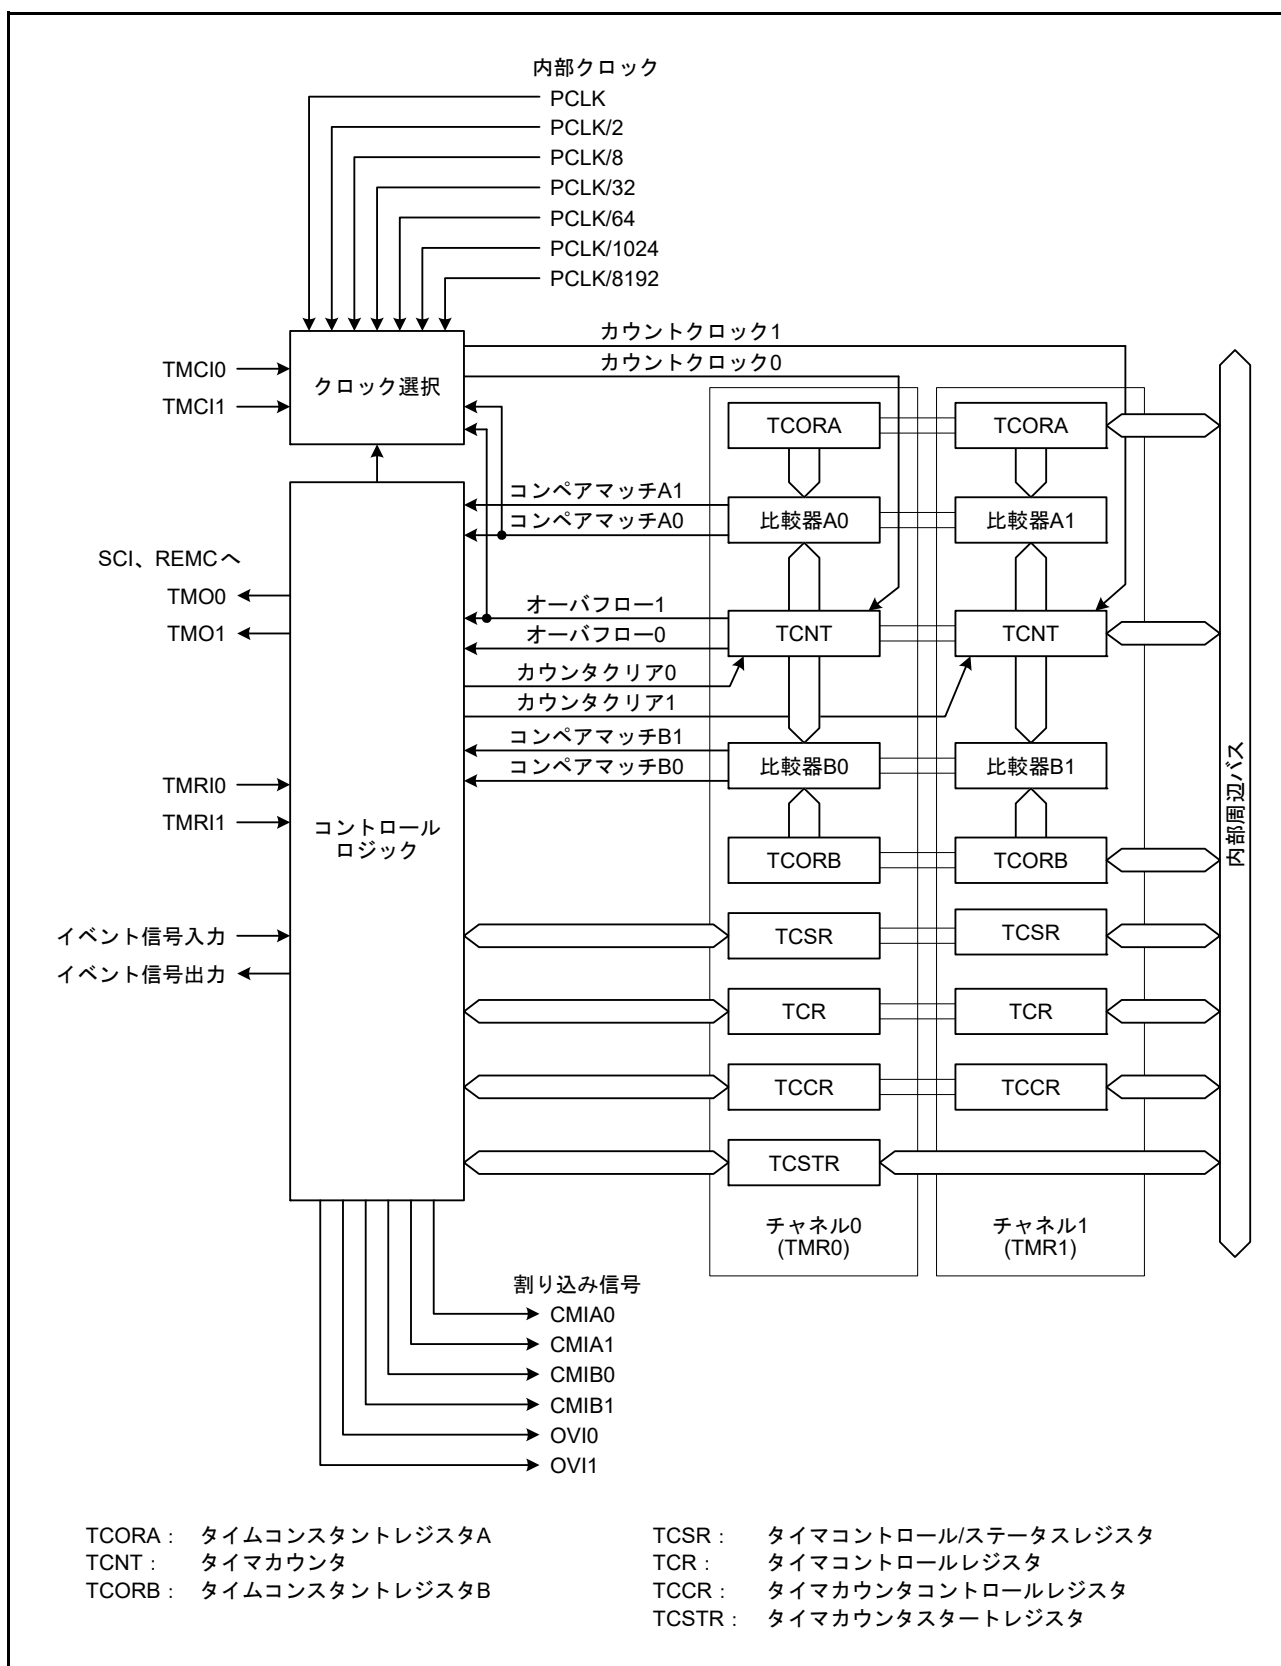 内部クロック
PCLK
PCLK/2
PCLK/8
PCLK/32
PCLK/64
PCLK/1024
PCLK/8192
カウントクロック1
カウントクロック0
TMCI0
TMCI1
クロック選択
TCORA
TCORA
コンペアマッチA1
コンペアマッチA0
比較器A0
比較器A1
SCI、REMCへ
TMO0
TMO1
オーバフロー1
オーバフロー0
TCNT
TCNT
カウンタクリア0
カウンタクリア1
コンペアマッチB1
コンペアマッチB0
比較器B0
比較器B1
内部周辺バス
TMRI0
TMRI1
コントロール
ロジック
TCORB
TCORB
イベント信号入力
イベント信号出力
TCSR
TCSR
TCR
TCR
TCCR
TCCR
TCSTR
チャネル0
(TMR0)
チャネル1
(TMR1)
割り込み信号
CMIA0
CMIA1
CMIB0
CMIB1
OVI0
OVI1
TCORA : タイムコンスタントレジスタA
TCNT : タイマカウンタ
TCORB : タイムコンスタントレジスタB
TCSR : タイマコントロール/ステータスレジスタ
TCR : タイマコントロールレジスタ
TCCR : タイマカウンタコントロールレジスタ
TCSTR : タイマカウンタスタートレジスタ